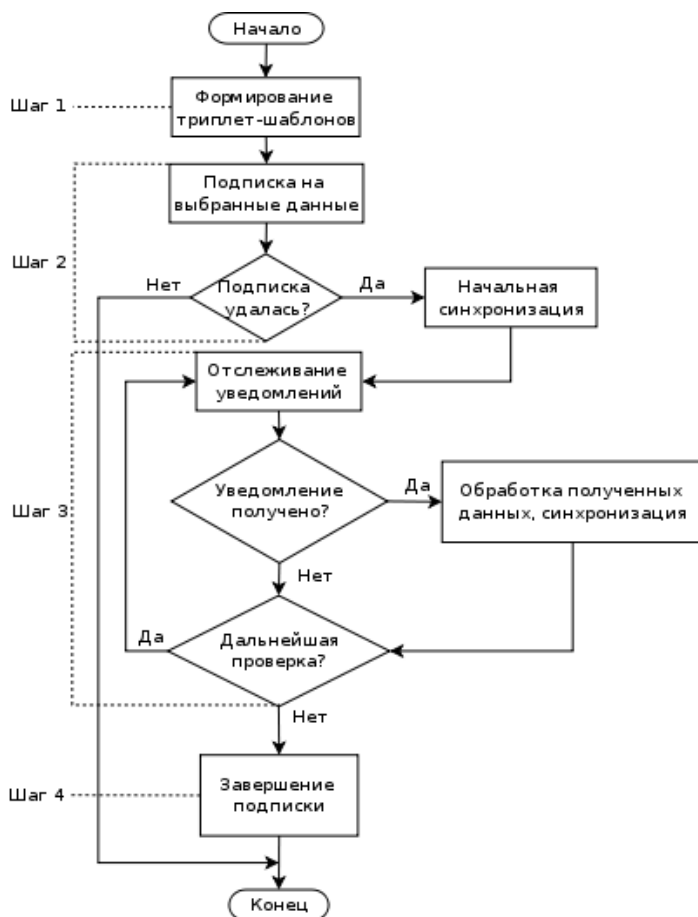 Начало
Шаг 1
Формирование
триплет-шаблонов
Подписка на
выбранные данные
Шаг 2
Нет
Подписка
удалась?
Да
Начальная
синхронизация
Отслеживание
уведомлений
Шаг 3
Уведомление
получено?
Да
Обработка полученных
данных, синхронизация
Нет
Да
Дальнейшая
проверка?
Нет
Шаг 4
Завершение
подписки
Конец